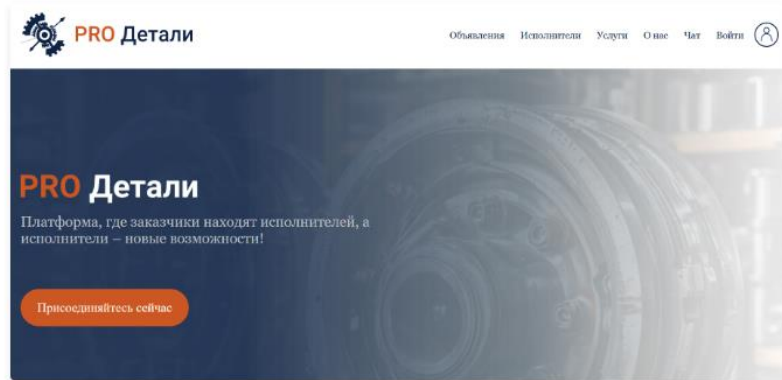 PRO Детали
Объявления Исполнители Услуги О нас Чат Войти
PRO Детали
Платформа, где заказчики находят исполнителей, а
исполнители – новые возможности!
Присоединяйтесь сейчас